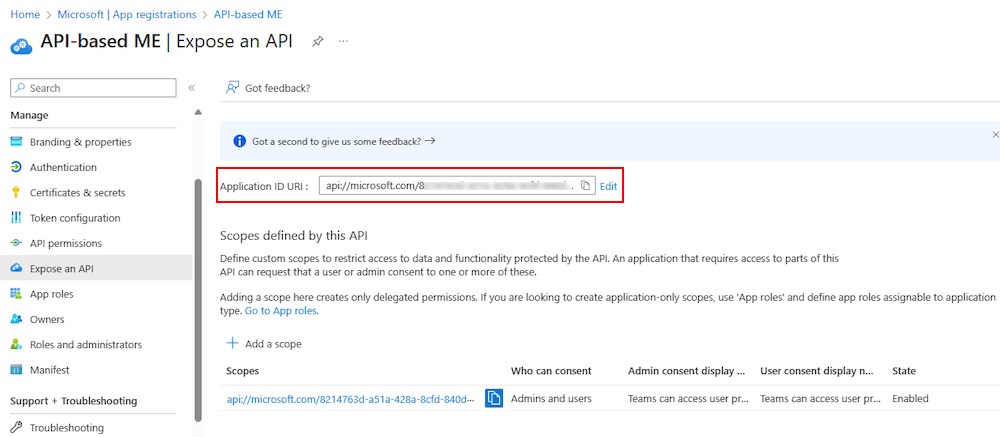 Home > Microsoft | App registrations > API-based ME
API-based ME | Expose an API
Search
Got feedback?
Manage
Branding & properties
Authentication
Certificates & secrets
Token configuration
API permissions
Expose an API
App roles
Owners
Roles and administrators
Manifest
Support + Troubleshooting
Troubleshooting
Got a second to give us some feedback? →
Application ID URI : api://microsoft.com/8 Edit
Scopes defined by this API
Define custom scopes to restrict access to data and functionality protected by the API. An application that requires access to parts of this
API can request that a user or admin consent to one or more of these.
Adding a scope here creates only delegated permissions. If you are looking to create application-only scopes, use 'App roles' and define app roles assignable to application
type. Go to App roles.
Add a scope
Scopes Who can consent Admin consent display ... User consent display n... State
api://microsoft.com/8214763d-a51a-428a-8cfd-840d... Admins and users Teams can access user pr... Teams can access user pr... Enabled